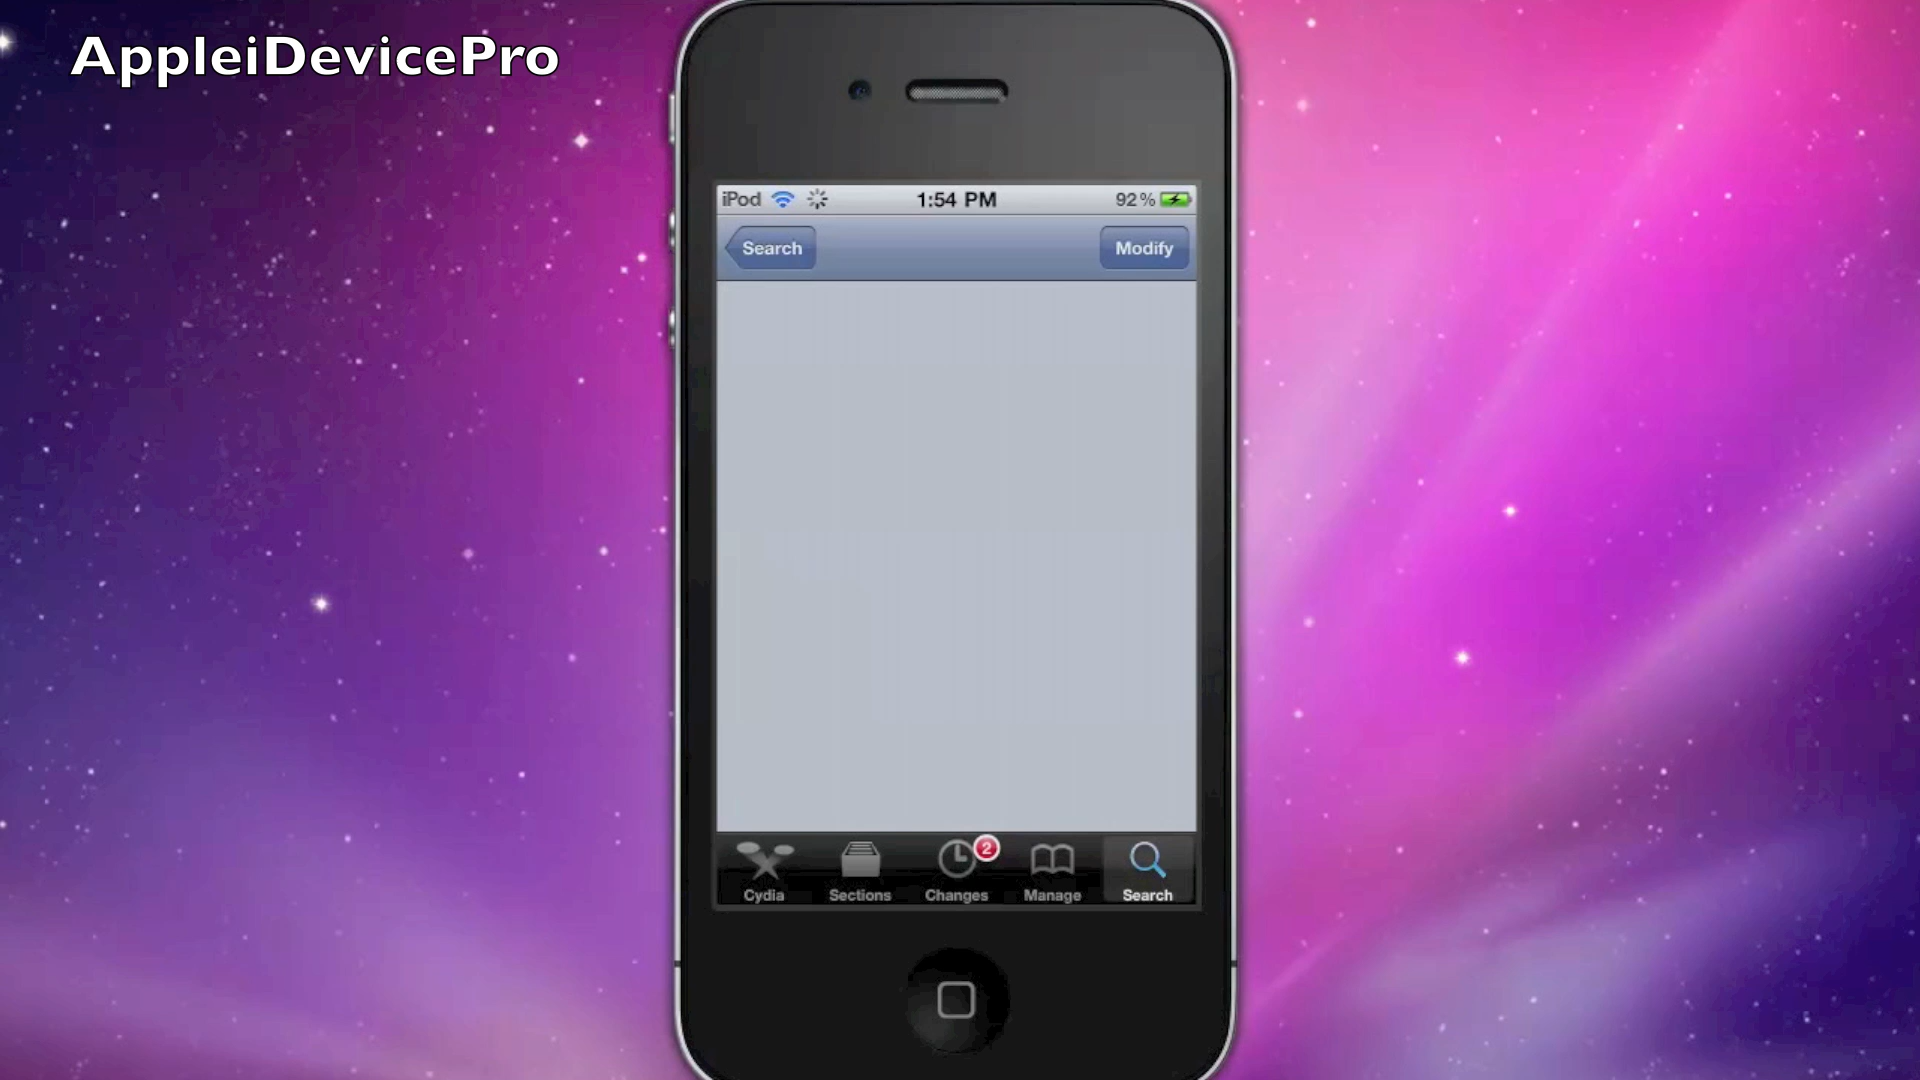 AppleiDevicePro
iPod 1:54 PM 92%
Search Modify
2
Cydia Sections Changes Manage Search